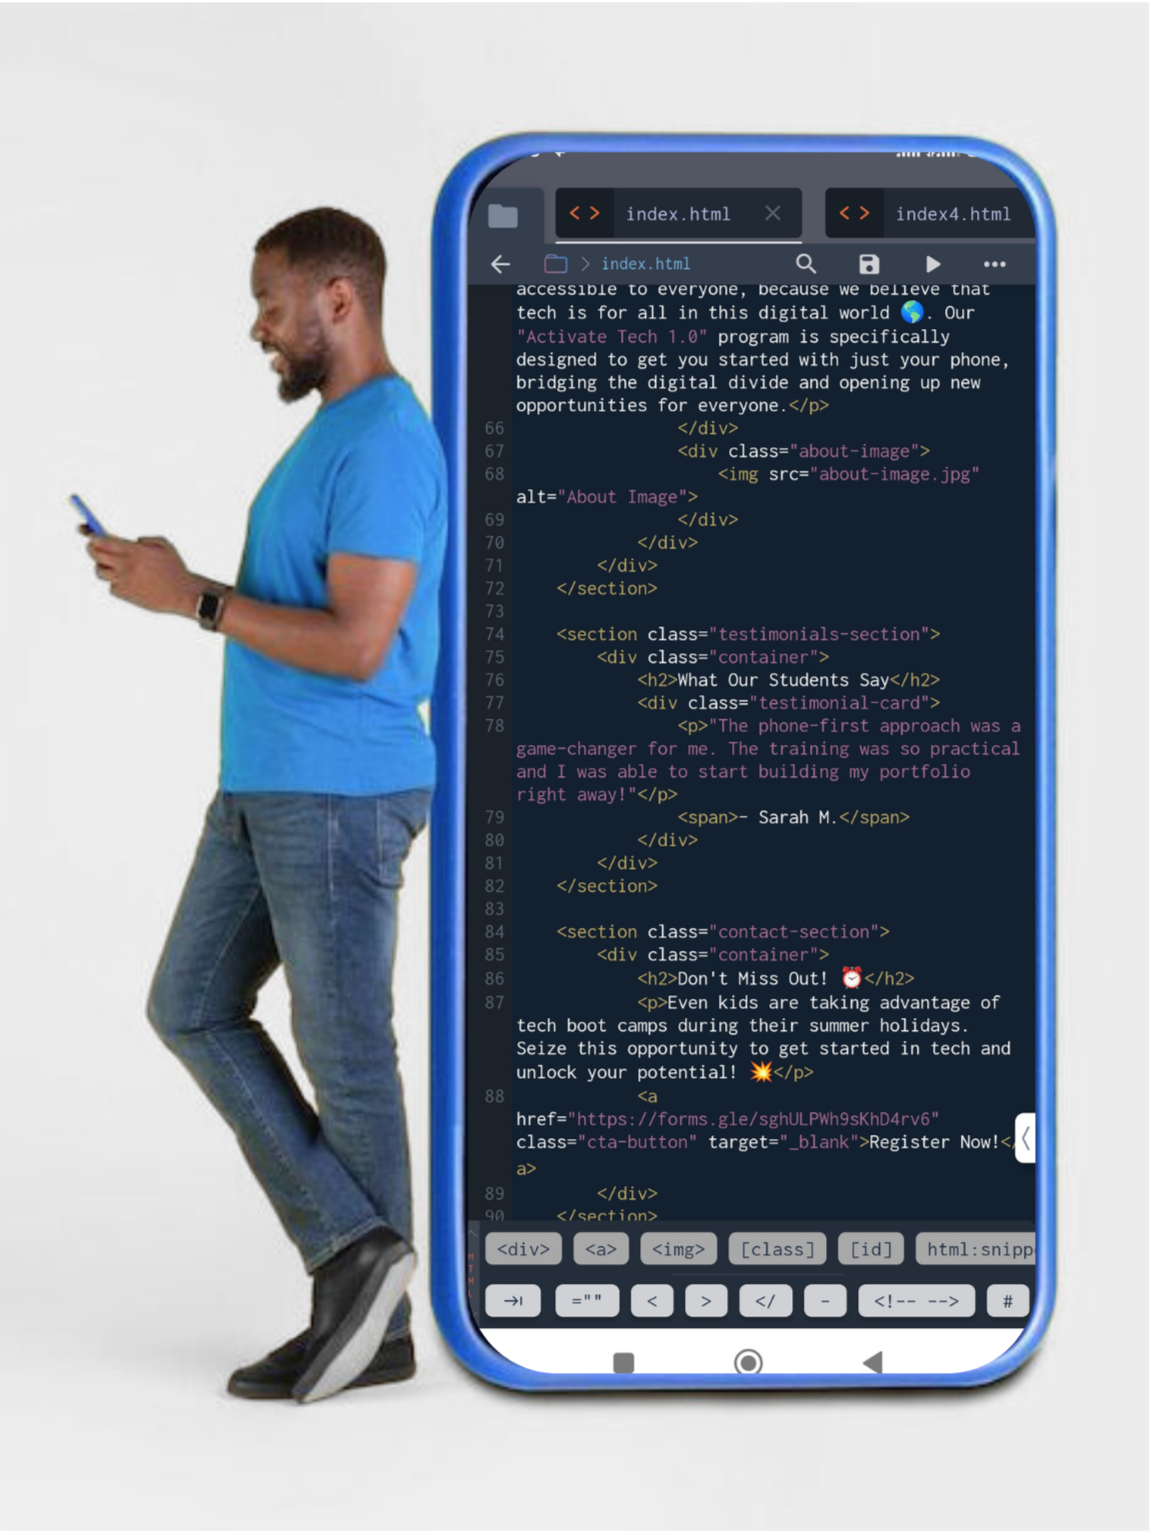 index.html
index4.html
> index.html
accessible to everyone, because we believe that
tech is for all in this digital world 🌎. Our
"Activate Tech 1.0" program is specifically
designed to get you started with just your phone,
bridging the digital divide and opening up new
opportunities for everyone.</p>
66 </div>
67 <div class="about-image">
68 <img src="about-image.jpg"
alt="About Image">
69 </div>
70 </div>
71 </div>
72 </section>
73
74 <section class="testimonials-section">
75 <div class="container">
76 <h2>What Our Students Say</h2>
77 <div class="testimonial-card">
78 <p>"The phone-first approach was a
game-changer for me. The training was so practical
and I was able to start building my portfolio
right away!"</p>
79 <span>- Sarah M.</span>
80 </div>
81 </div>
82 </section>
83
84 <section class="contact-section">
85 <div class="container">
86 <h2>Don't Miss Out! ⏰</h2>
87 <p>Even kids are taking advantage of
tech boot camps during their summer holidays.
Seize this opportunity to get started in tech and
unlock your potential! 💥</p>
88 <a
href="https://forms.gle/sghULPWh9sKhD4rv6"
class="cta-button" target="_blank">Register Now!</
a>
89 </div>
90 </section>
HTML
<div> <a> <img> [class] [id] html:snipp
="" < > </ - <!-- --> #